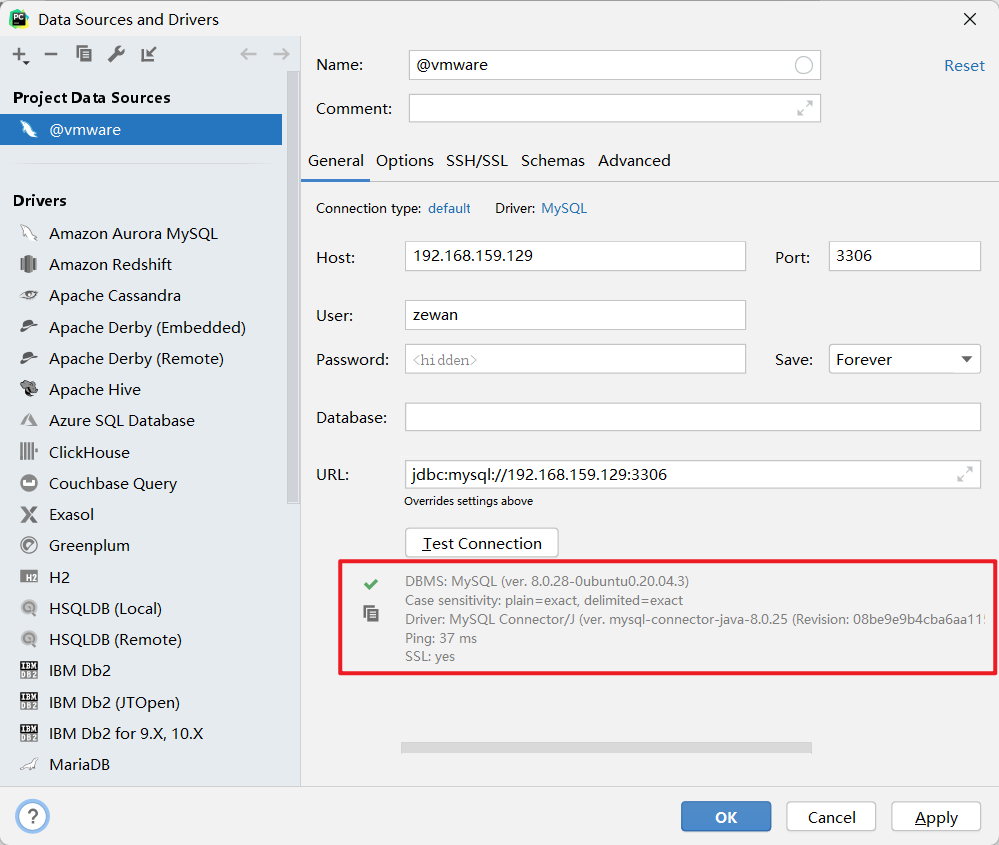 Data Sources and Drivers
Project Data Sources
@vmware
Drivers
Amazon Aurora MySQL
Amazon Redshift
Apache Cassandra
Apache Derby (Embedded)
Apache Derby (Remote)
Apache Hive
Azure SQL Database
ClickHouse
Couchbase Query
Exasol
Greenplum
H2
HSQLDB (Local)
HSQLDB (Remote)
IBM Db2
IBM Db2 (JTOpen)
IBM Db2 for 9.X, 10.X
MariaDB
Name: @vmware Reset
Comment:
General Options SSH/SSL Schemas Advanced
Connection type: default Driver: MySQL
Host: 192.168.159.129 Port: 3306
User: zewan
Password: <hidden> Save: Forever
Database:
URL: jdbc:mysql://192.168.159.129:3306
Overrides settings above
Test Connection
DBMS: MySQL (ver. 8.0.28-0ubuntu0.20.04.3)
Case sensitivity: plain=exact, delimited=exact
Driver: MySQL Connector/J (ver. mysql-connector-java-8.0.25 (Revision: 08be9e9b4cba6aa115
Ping: 37 ms
SSL: yes
? OK Cancel Apply